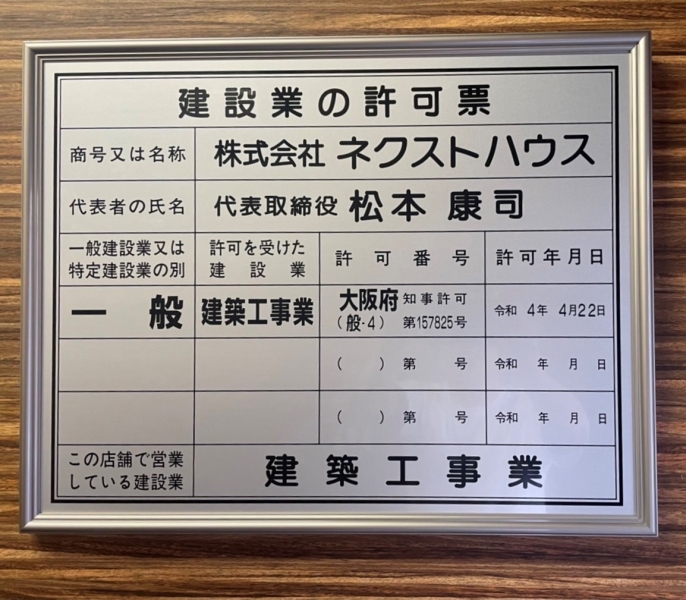 建設業の許可票
商号又は名称 株式会社 ネクストハウス
代表者の氏名 代表取締役 松本 康司
一般建設業又は 許可を受けた 許可番号 許可年月日
特定建設業の別 建設業
一般 建築工事業 大阪府 知事許可 令和 4年 4月22日
(般-4) 第157825号
( ) 第 号 令和 年 月 日
( ) 第 号 令和 年 月 日
この店舗で営業 建築工事業
している建設業